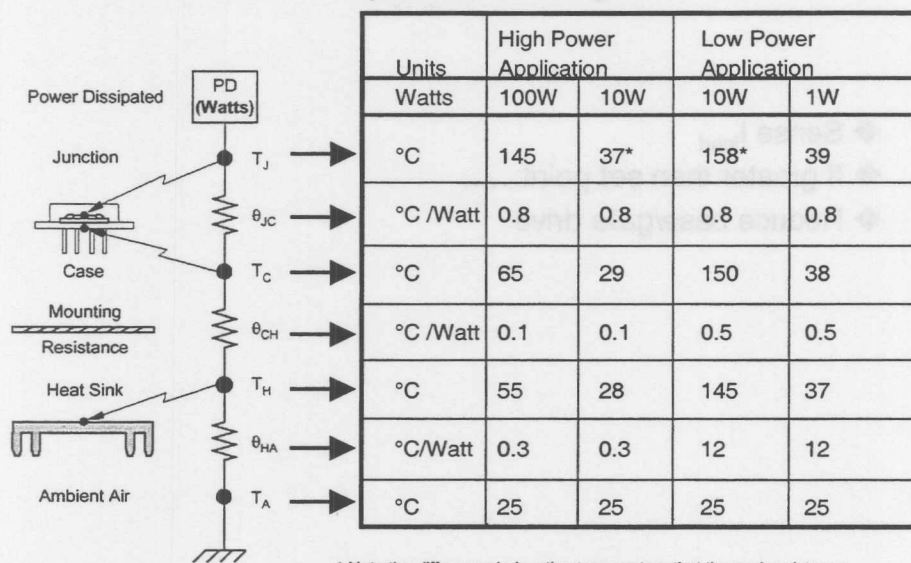 High Power Low Power
Units Application Application
Power Dissipated PD (Watts) Watts 100W 10W 10W 1W
Junction TJ °C 145 37* 158* 39
θJC °C /Watt 0.8 0.8 0.8 0.8
Case TC °C 65 29 150 38
Mounting
θCH °C /Watt 0.1 0.1 0.5 0.5
Resistance
Heat Sink TH °C 55 28 145 37
θHA °C/Watt 0.3 0.3 12 12
Ambient Air TA °C 25 25 25 25